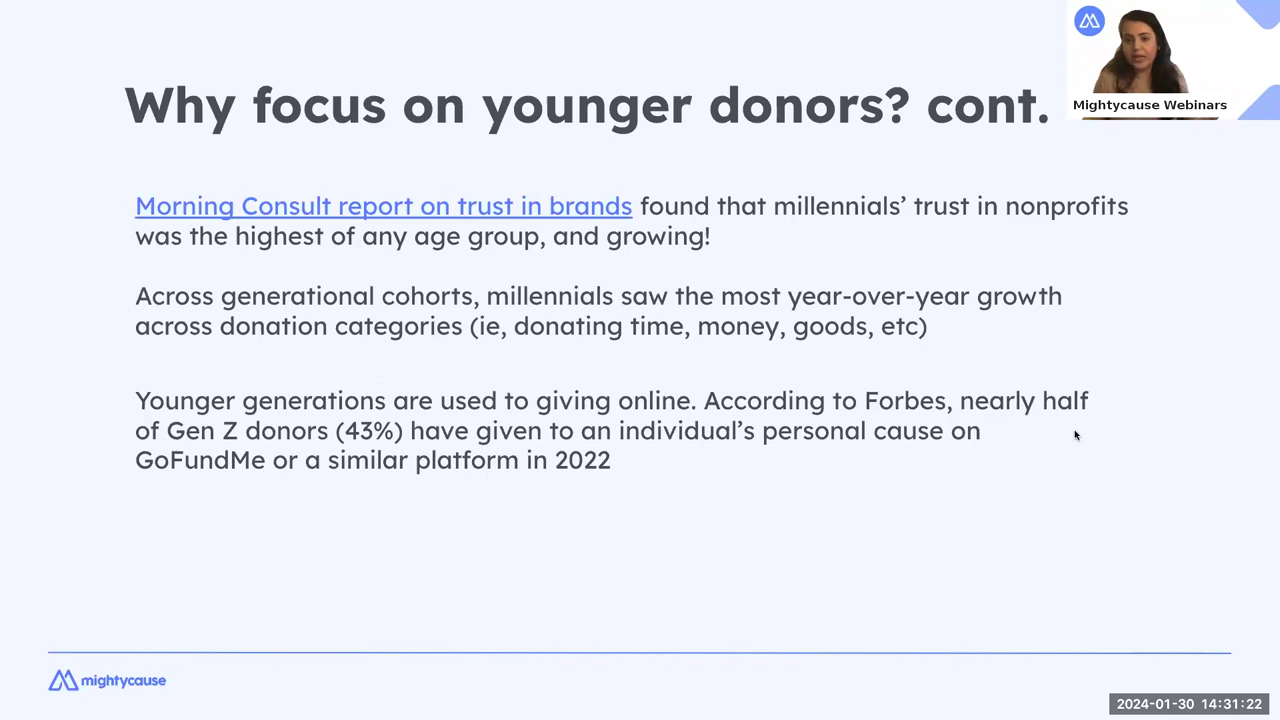 Why focus on younger donors? cont.
Mightycause Webinars
Morning Consult report on trust in brands found that millennials’ trust in nonprofits
was the highest of any age group, and growing!
Across generational cohorts, millennials saw the most year-over-year growth
across donation categories (ie, donating time, money, goods, etc)
Younger generations are used to giving online. According to Forbes, nearly half
of Gen Z donors (43%) have given to an individual’s personal cause on
GoFundMe or a similar platform in 2022
mightycause
2024-01-30 14:31:22